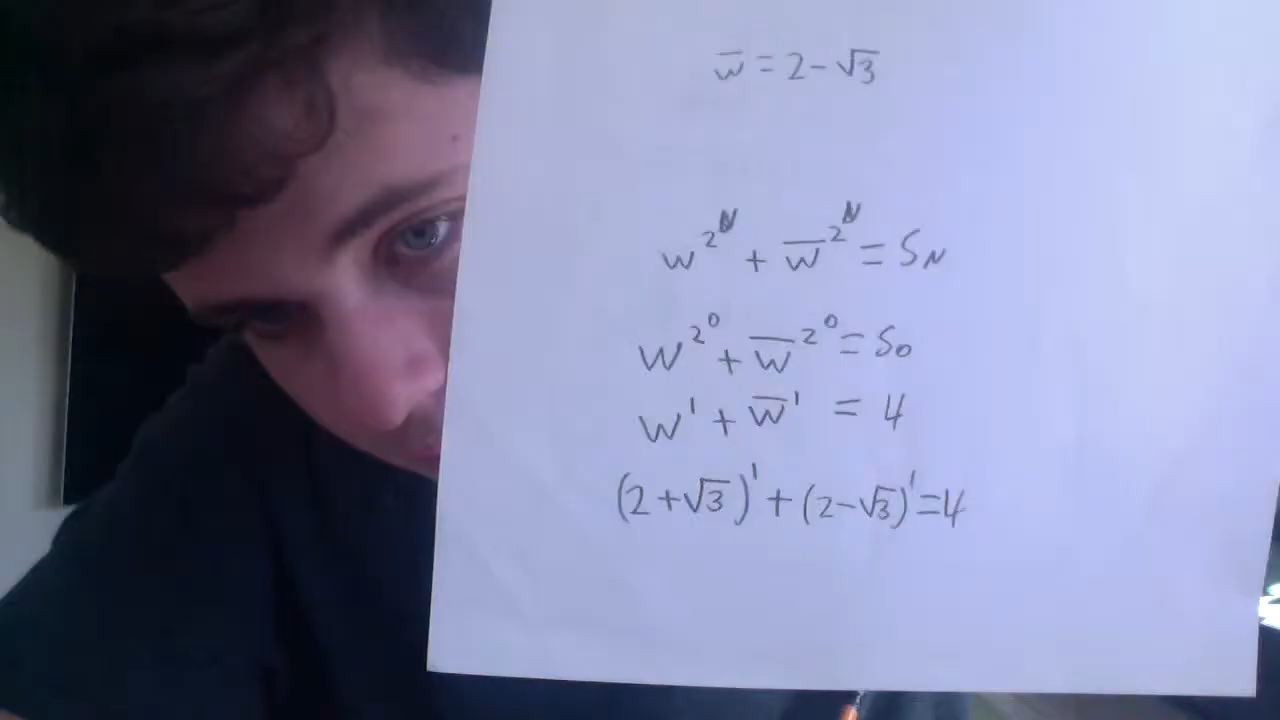 w̅ = 2 - √3
w^2^N + w̅^2^N = S_N
w^2^0 + w̅^2^0 = S_0
w^1 + w̅^1 = 4
(2 + √3)^1 + (2 - √3)^1 = 4